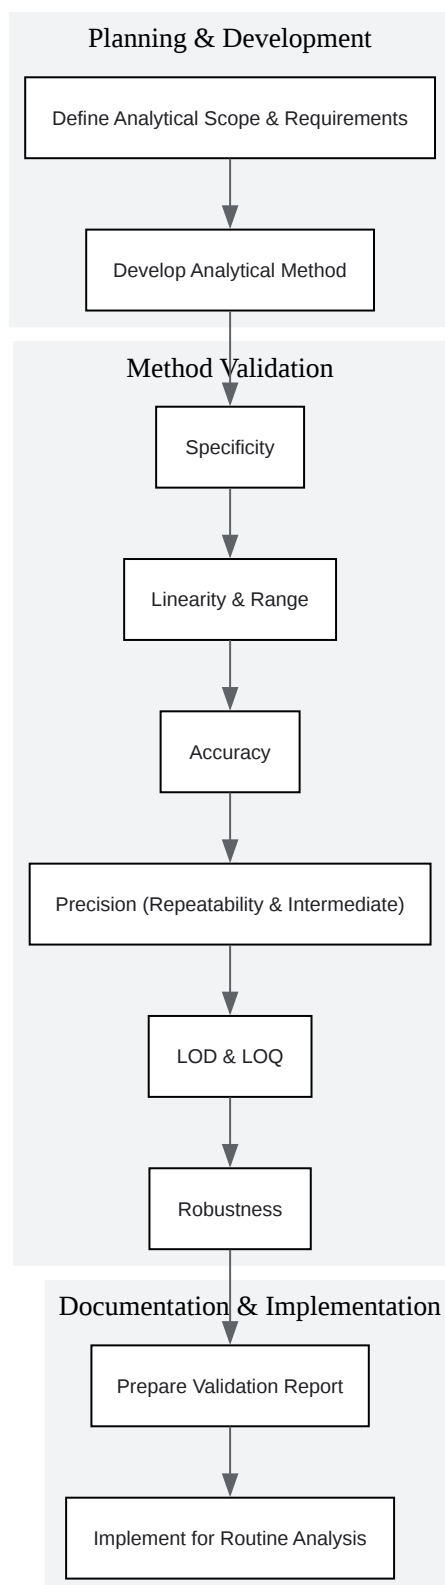 Planning & Development
Define Analytical Scope & Requirements
Develop Analytical Method
Method Validation
Specificity
Linearity & Range
Accuracy
Precision (Repeatability & Intermediate)
LOD & LOQ
Robustness
Documentation & Implementation
Prepare Validation Report
Implement for Routine Analysis